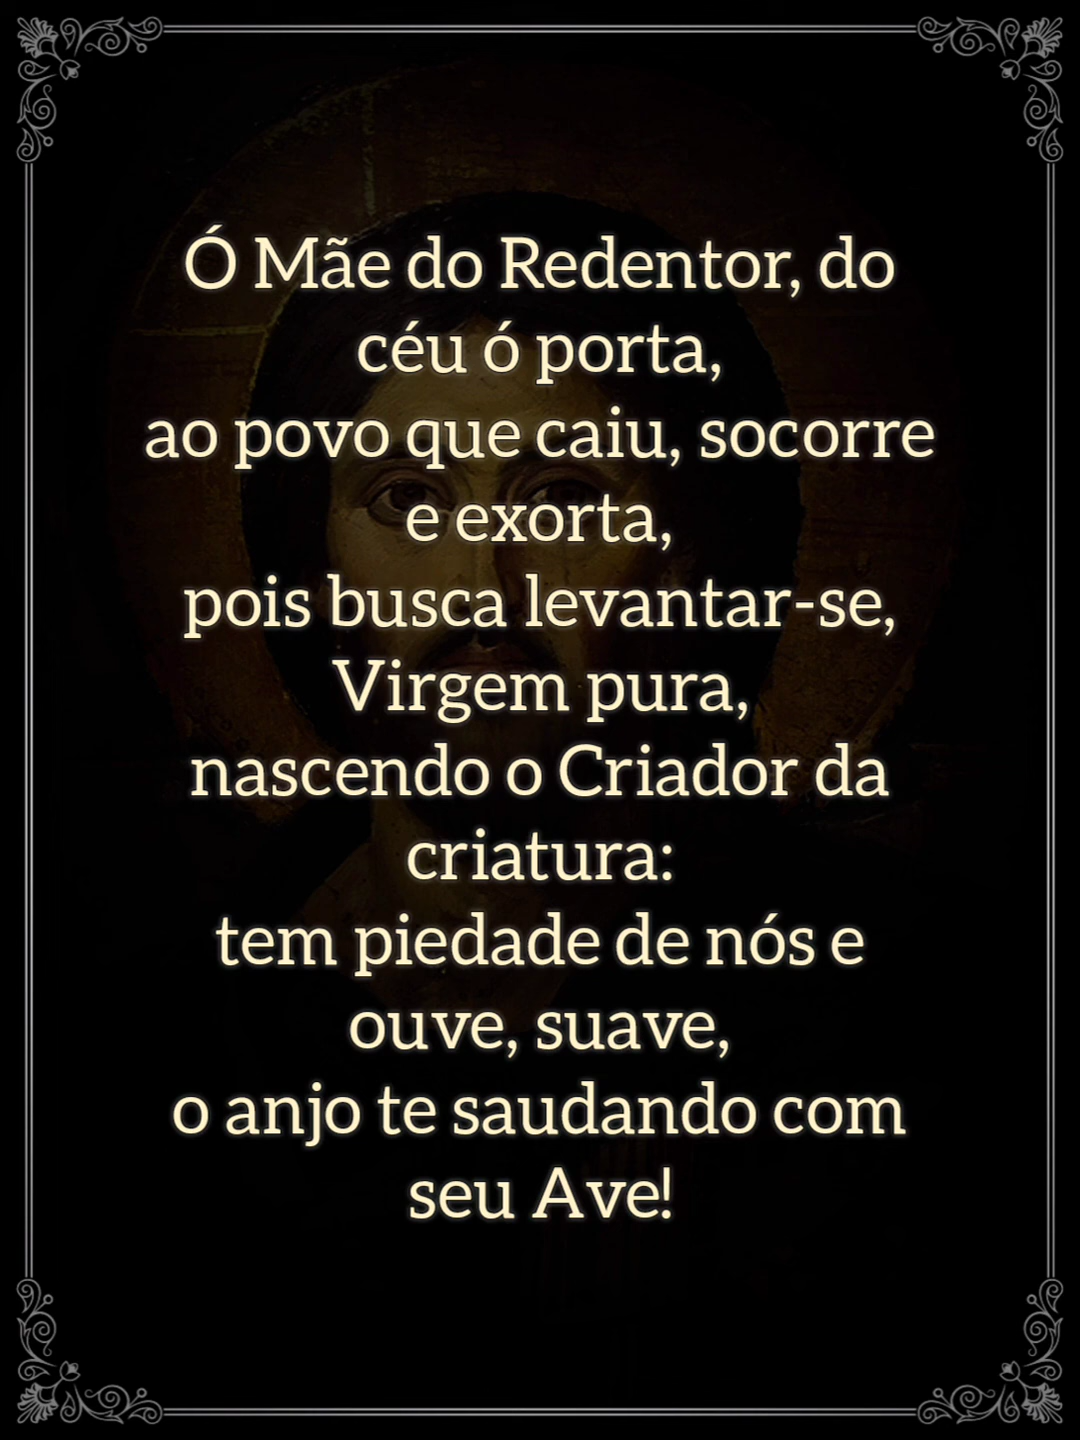 Ó Mãe do Redentor, do
céu ó porta,
ao povo que caiu, socorre
e exorta,
pois busca levantar-se,
Virgem pura,
nascendo o Criador da
criatura:
tem piedade de nós e
ouve, suave,
o anjo te saudando com
seu Ave!